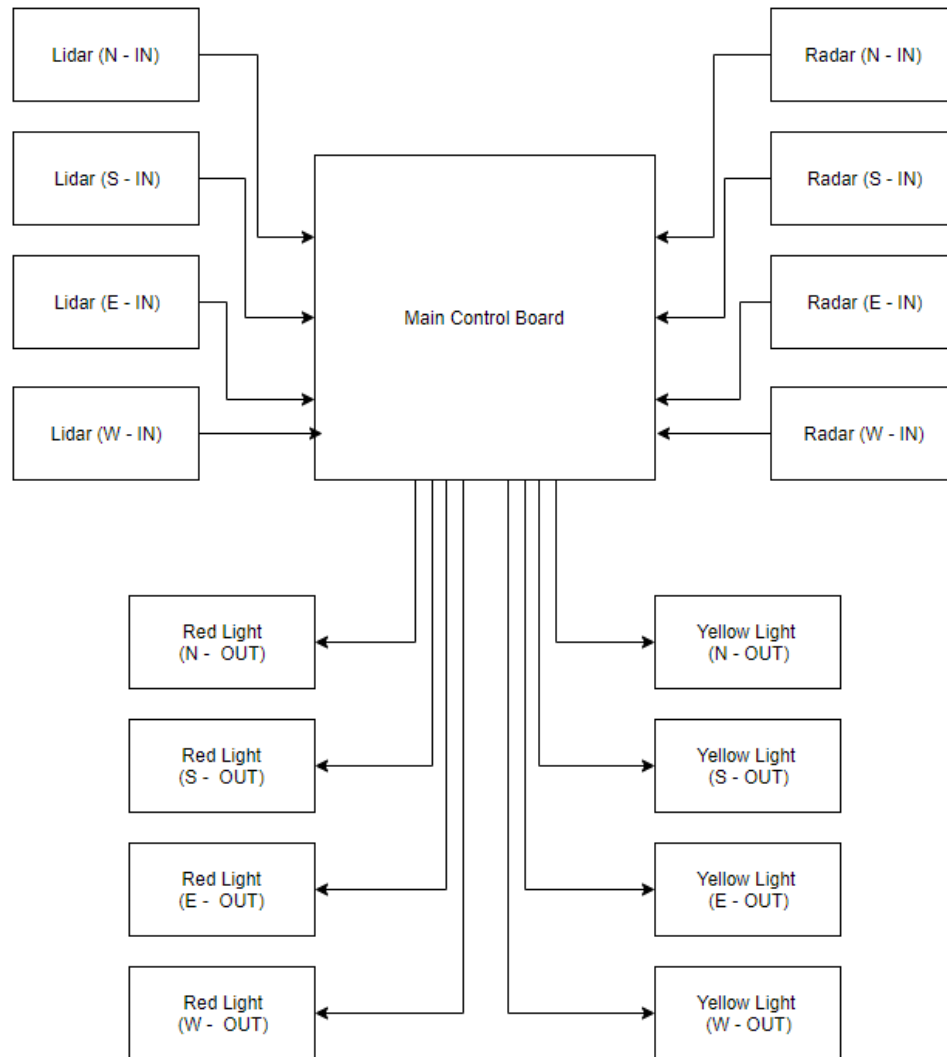 Lidar (N - IN)
Radar (N - IN)
Lidar (S - IN)
Radar (S - IN)
Lidar (E - IN)
Radar (E - IN)
Main Control Board
Lidar (W - IN)
Radar (W - IN)
Red Light
(N -  OUT)
Yellow Light
(N - OUT)
Red Light
(S -  OUT)
Yellow Light
(S - OUT)
Red Light
(E -  OUT)
Yellow Light
(E - OUT)
Red Light
(W -  OUT)
Yellow Light
(W - OUT)